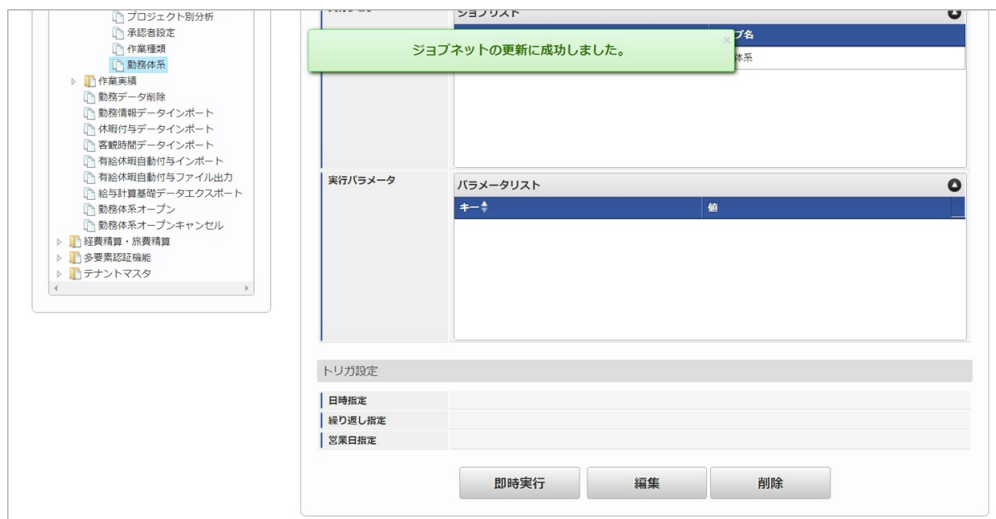 プロジェクト別分析
承認者設定
作業種類
勤務体系
作業実績
勤務データ削除
勤務情報データインポート
休暇付与データインポート
客観時間データインポート
有給休暇自動付与インポート
有給休暇自動付与ファイル出力
給与計算基礎データエクスポート
勤務体系オープン
勤務体系オープンキャンセル
経費精算・旅費精算
多要素認証機能
テナントマスタ
ジョブリスト
ブ名
体系
ジョブネットの更新に成功しました。
×
実行パラメータ
パラメータリスト
キー
値
トリガ設定
日時指定
繰り返し指定
営業日指定
即時実行
編集
削除